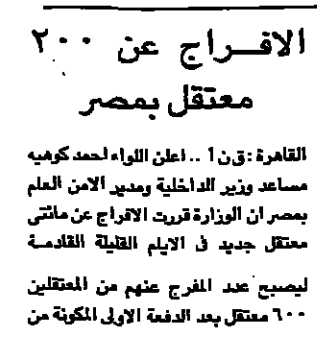 الافراج عن ٢٠٠
معتقل بمصر
القاهرة : ق ن أ .. اعلن اللواء احمد كوهيه
مساعد وزير الداخلية ومدير الامن العام
بمصر ان الوزارة قررت الافراج عن مائتى
معتقل جديد فى الايام القليلة القادمة
ليصبح عدد المفرج عنهم من المعتقلين
٦٠٠ معتقل بعد الدفعة الاولى المكونة من